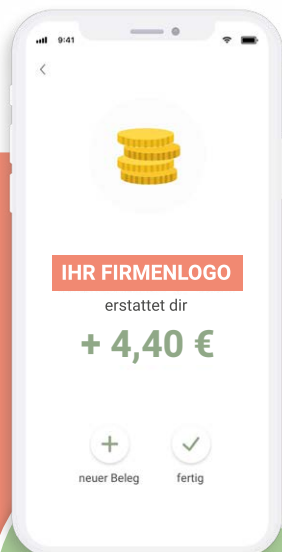 9:41
IHR FIRMENLOGO
erstattet dir
+ 4,40 €
neuer Beleg
fertig